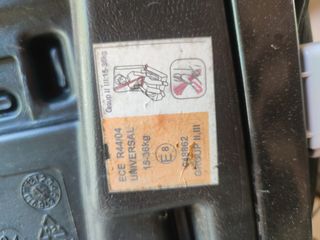 Group II III:15-36kg
ECE R44/04
UNIVERSAL
15-36kg
E8
GROUP II,III